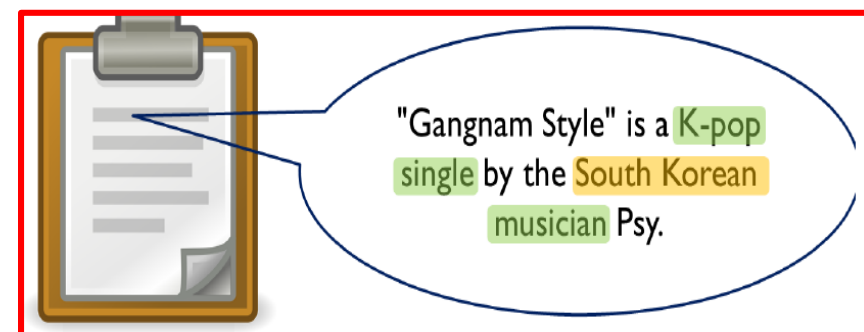 "Gangnam Style" is a K-pop
single by the South Korean
musician Psy.